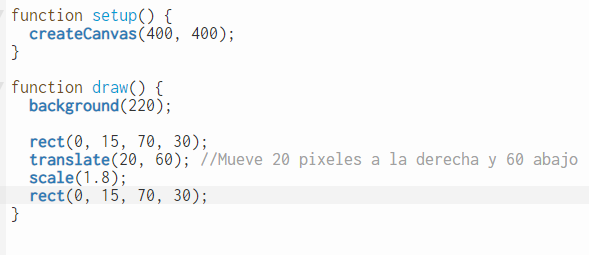 function setup() {
  createCanvas(400, 400);
}

function draw() {
  background(220);

  rect(0, 15, 70, 30);
  translate(20, 60); //Mueve 20 pixeles a la derecha y 60 abajo
  scale(1.8);
  rect(0, 15, 70, 30);
}